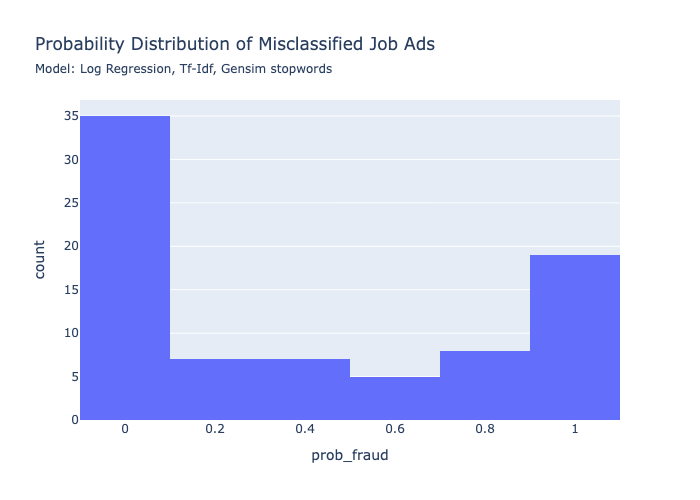 Probability Distribution of Misclassified Job Ads
Model: Log Regression, Tf-Idf, Gensim stopwords
35
30
25
20
15
10
5
0
count
0 0.2 0.4 0.6 0.8 1
prob_fraud